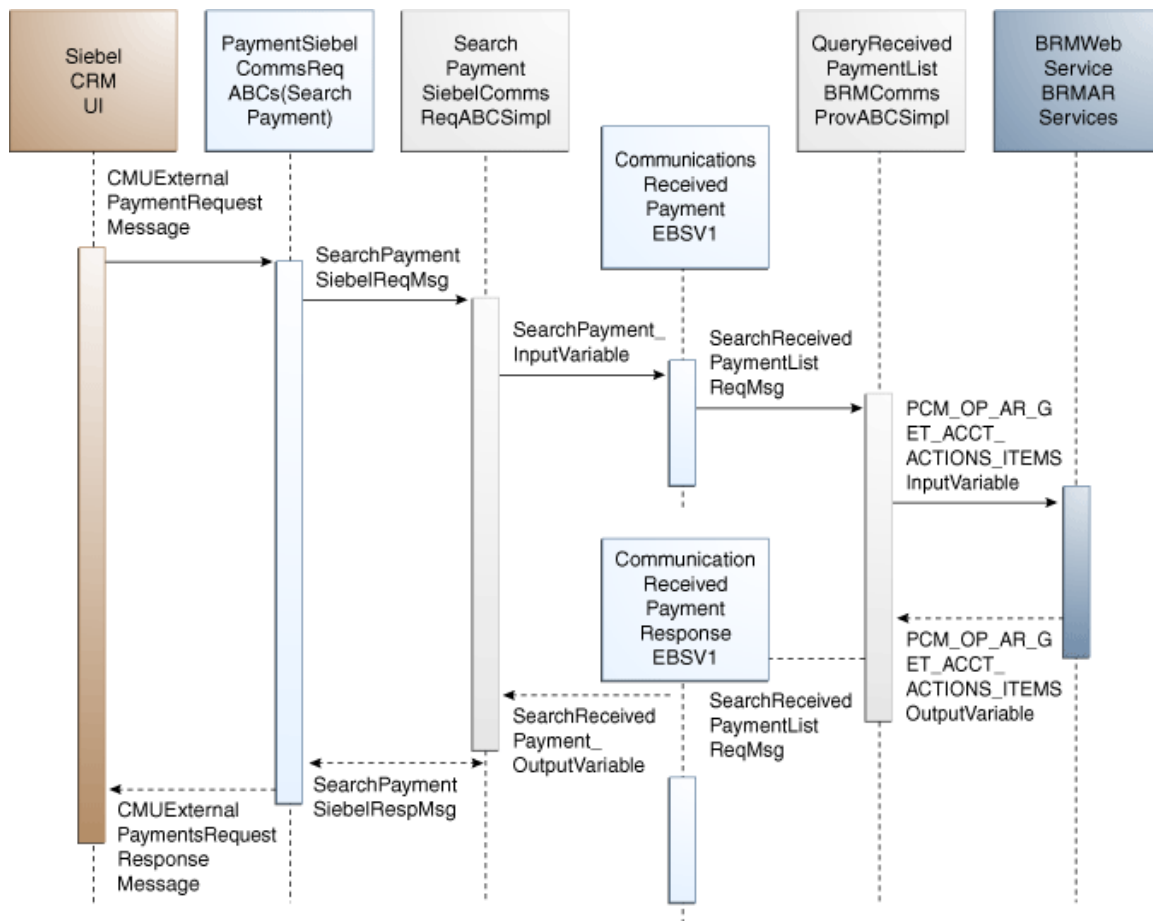 Siebel
CRM
UI
PaymentSiebel
CommsReq
ABCs(Search
Payment)
Search
Payment
SiebelComms
ReqABCSimpl
Communications
Received
Payment
EBSV1
QueryReceived
PaymentList
BRMComms
ProvABCSimpl
BRMWeb
Service
BRMAR
Services
CMUExternal
PaymentRequest
Message
SearchPayment
SiebelReqMsg
SearchPayment_
InputVariable
SearchReceived
PaymentList
ReqMsg
PCM_OP_AR_G
ET_ACCT_
ACTIONS_ITEMS
InputVariable
Communication
Received
Payment
Response
EBSV1
PCM_OP_AR_G
ET_ACCT_
ACTIONS_ITEMS
OutputVariable
SearchReceived
PaymentList
ReqMsg
SearchReceived
Payment_
OutputVariable
SearchPayment
SiebelRespMsg
CMUExternal
PaymentsRequest
Response
Message